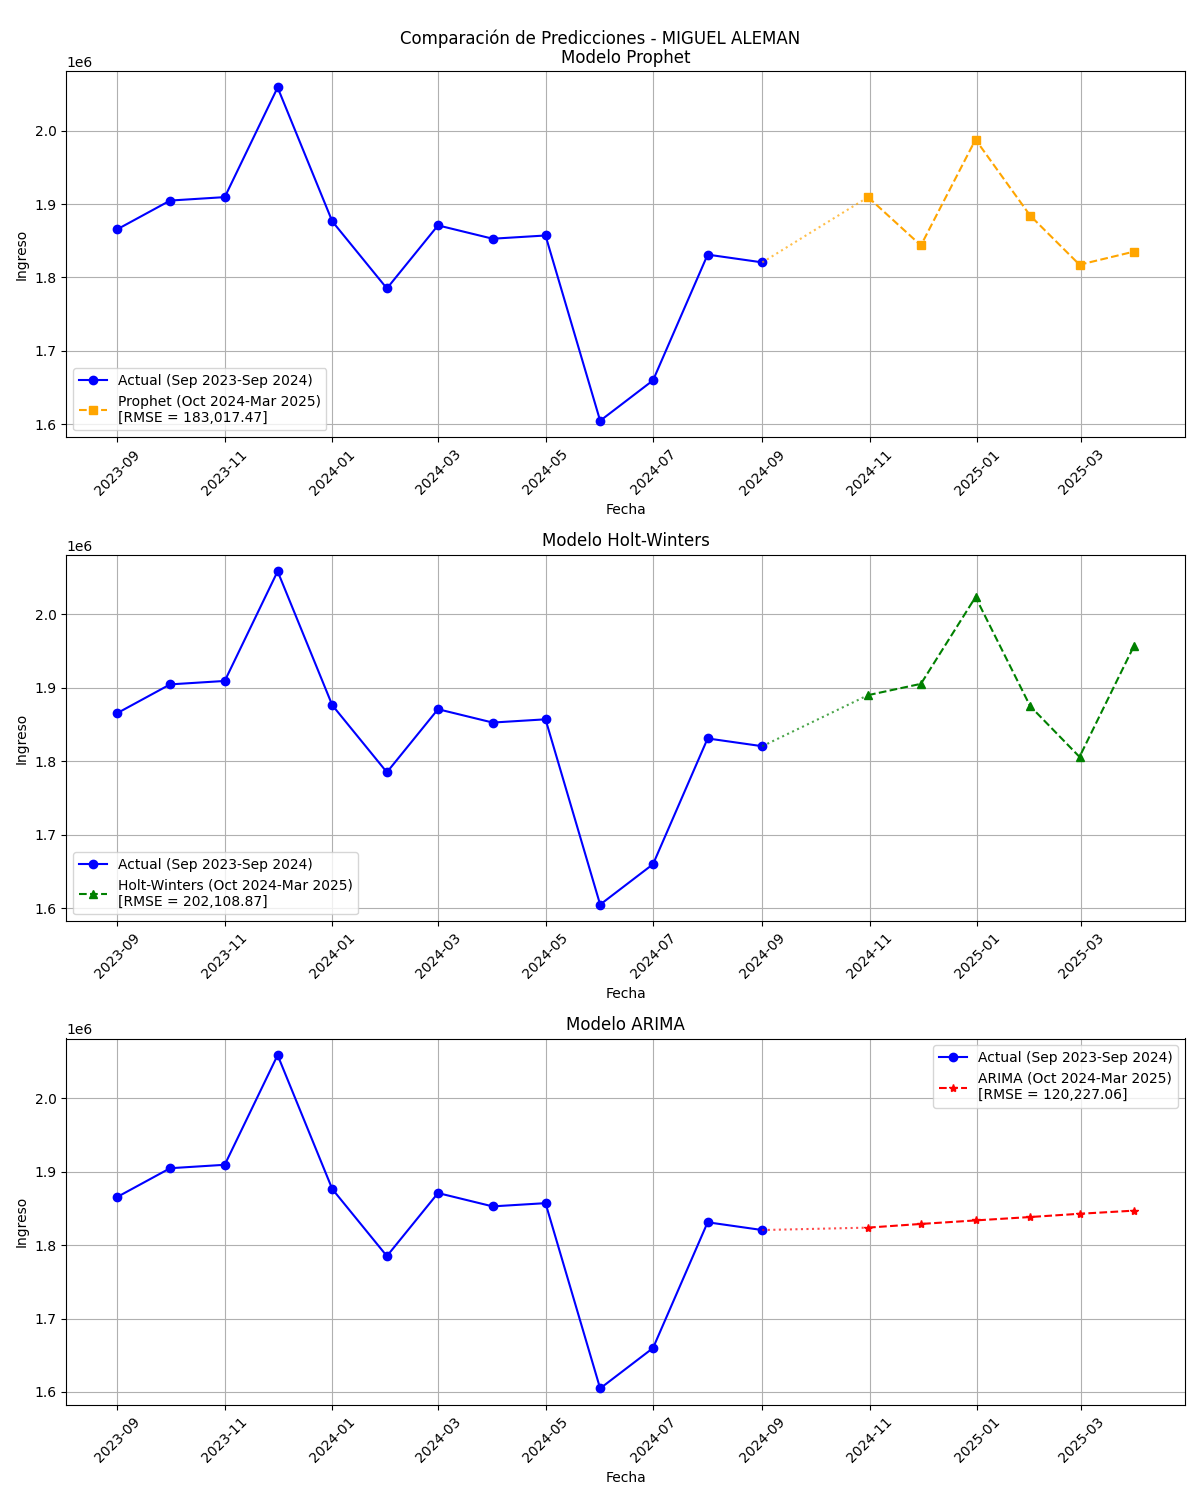 Comparación de Predicciones - MIGUEL ALEMAN
Modelo Prophet
1e6
2.0
1.9
1.8
1.7
1.6
Ingreso
Actual (Sep 2023-Sep 2024)
Prophet (Oct 2024-Mar 2025)
[RMSE = 183,017.47]
2023-09 2023-11 2024-01 2024-03 2024-05 2024-07 2024-09 2024-11 2025-01 2025-03
Fecha
Modelo Holt-Winters
1e6
2.0
1.9
1.8
1.7
1.6
Ingreso
Actual (Sep 2023-Sep 2024)
Holt-Winters (Oct 2024-Mar 2025)
[RMSE = 202,108.87]
2023-09 2023-11 2024-01 2024-03 2024-05 2024-07 2024-09 2024-11 2025-01 2025-03
Fecha
Modelo ARIMA
1e6
Actual (Sep 2023-Sep 2024)
ARIMA (Oct 2024-Mar 2025)
[RMSE = 120,227.06]
2.0
1.9
1.8
1.7
1.6
Ingreso
2023-09 2023-11 2024-01 2024-03 2024-05 2024-07 2024-09 2024-11 2025-01 2025-03
Fecha